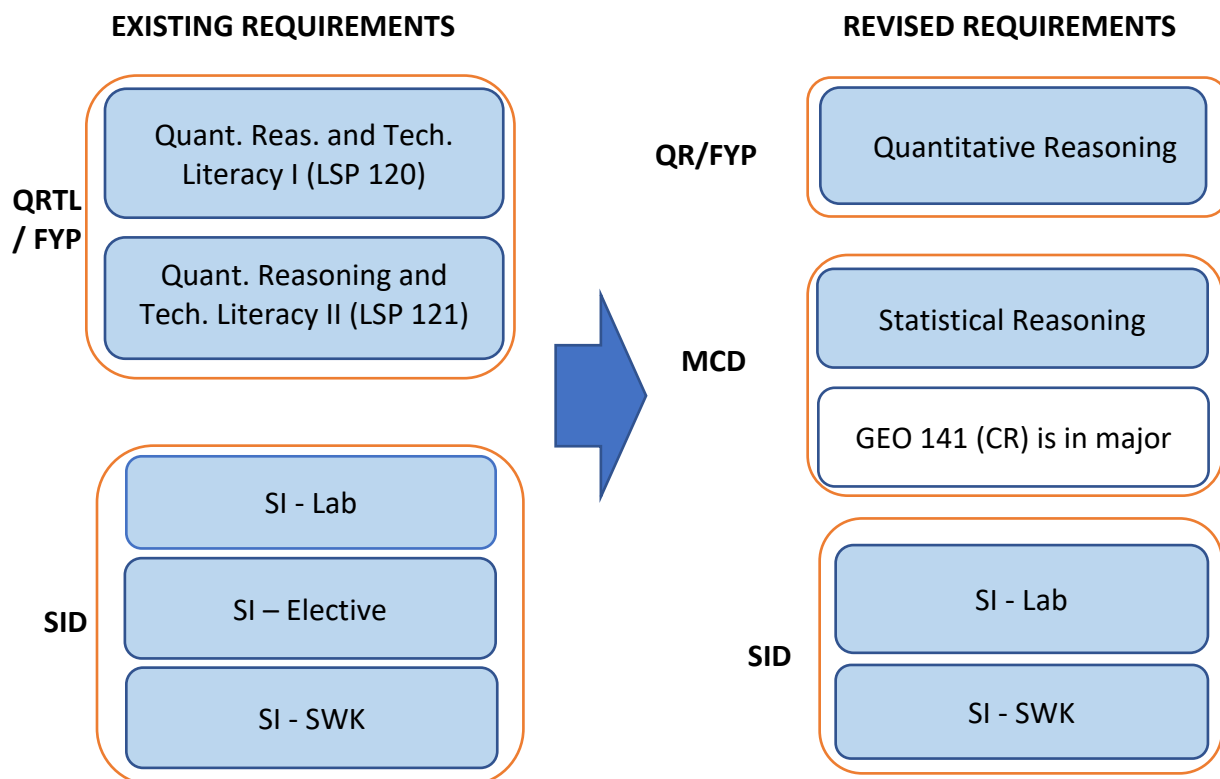 EXISTING REQUIREMENTS
QRTL
/ FYP
Quant. Reas. and Tech.
Literacy I (LSP 120)
Quant. Reasoning and
Tech. Literacy II (LSP 121)
SID
SI - Lab
SI – Elective
SI - SWK
REVISED REQUIREMENTS
QR/FYP
Quantitative Reasoning
MCD
Statistical Reasoning
GEO 141 (CR) is in major
SID
SI - Lab
SI - SWK